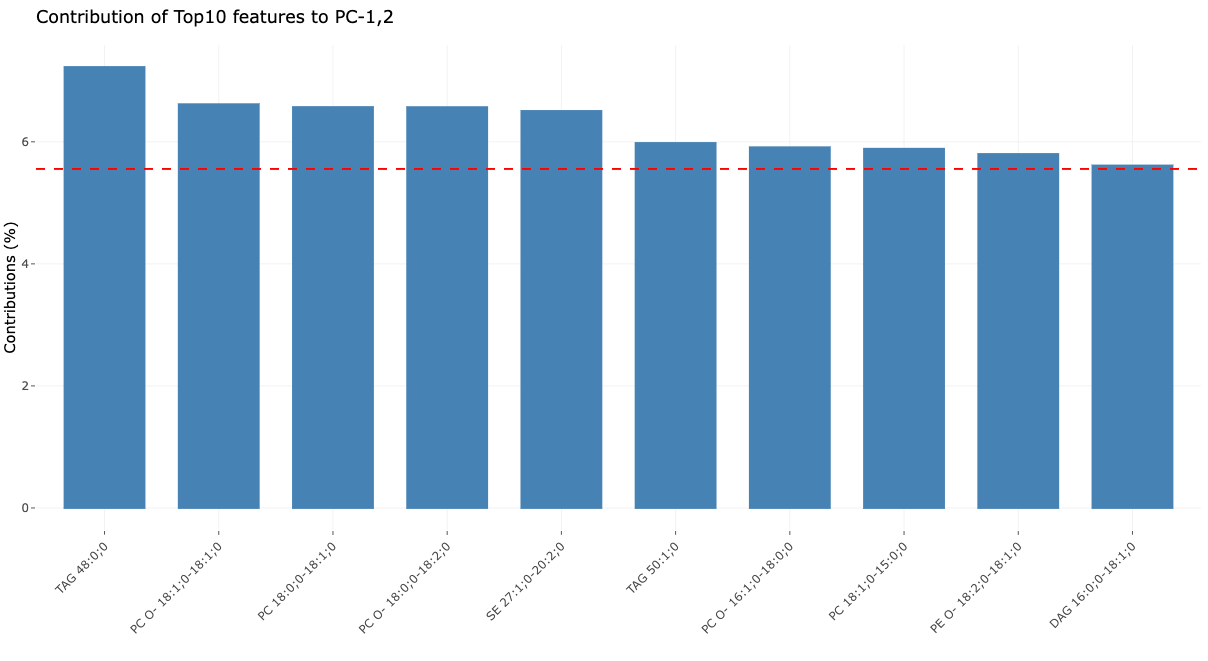 Contribution of Top10 features to PC-1,2
Contributions (%)
6
4
2
0
TAG 48:0;0
PC O- 18:1;0-18:1;0
PC 18:0;0-18:1;0
PC O- 18:0;0-18:2;0
SE 27:1;0-20:2;0
TAG 50:1;0
PC O- 16:1;0-18:0;0
PC 18:1;0-15:0;0
PE O- 18:2;0-18:1;0
DAG 16:0;0-18:1;0